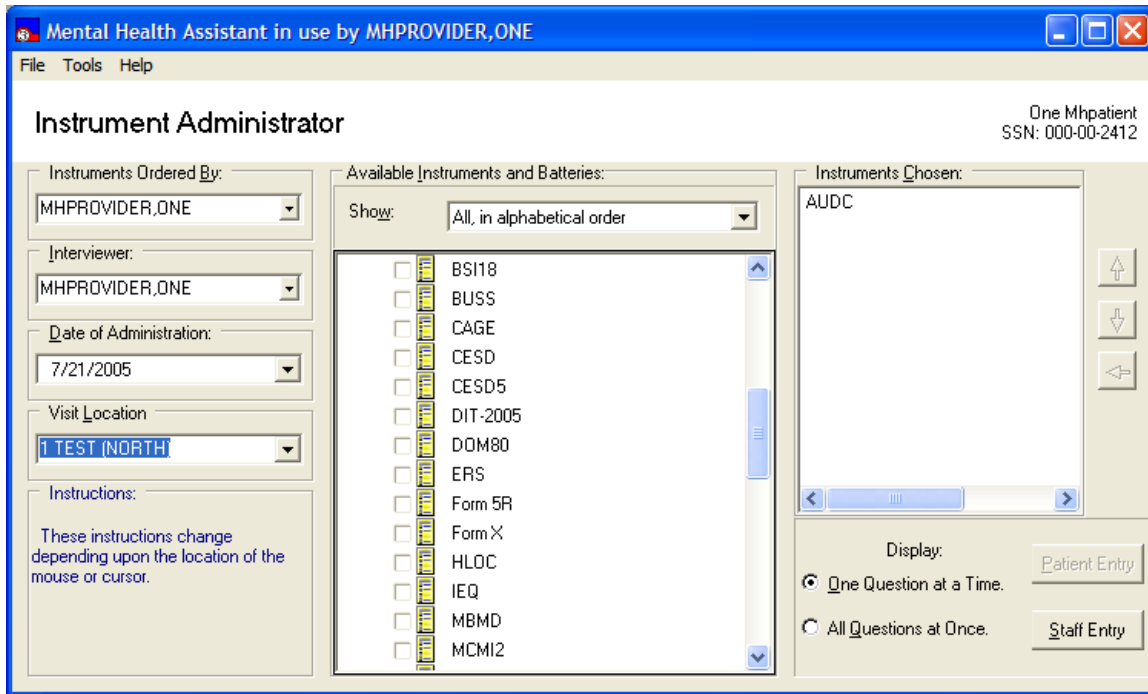 Mental Health Assistant in use by MHPROVIDER,ONE
File Tools Help
Instrument Administrator
One Mhpatient
SSN: 000-00-2412
Instruments Ordered By:
MHPROVIDER,ONE
Interviewer:
MHPROVIDER,ONE
Date of Administration:
7/21/2005
Visit Location
1 TEST (NORTH)
Instructions:
These instructions change
depending upon the location of the
mouse or cursor.
Available Instruments and Batteries:
Show: All, in alphabetical order
BSI18
BUSS
CAGE
CESD
CESD5
DIT-2005
DOM80
ERS
Form 5R
Form X
HLOC
IEQ
MBMD
MCMI2
Instruments Chosen:
AUDC
Display:
One Question at a Time.
All Questions at Once.
Patient Entry
Staff Entry